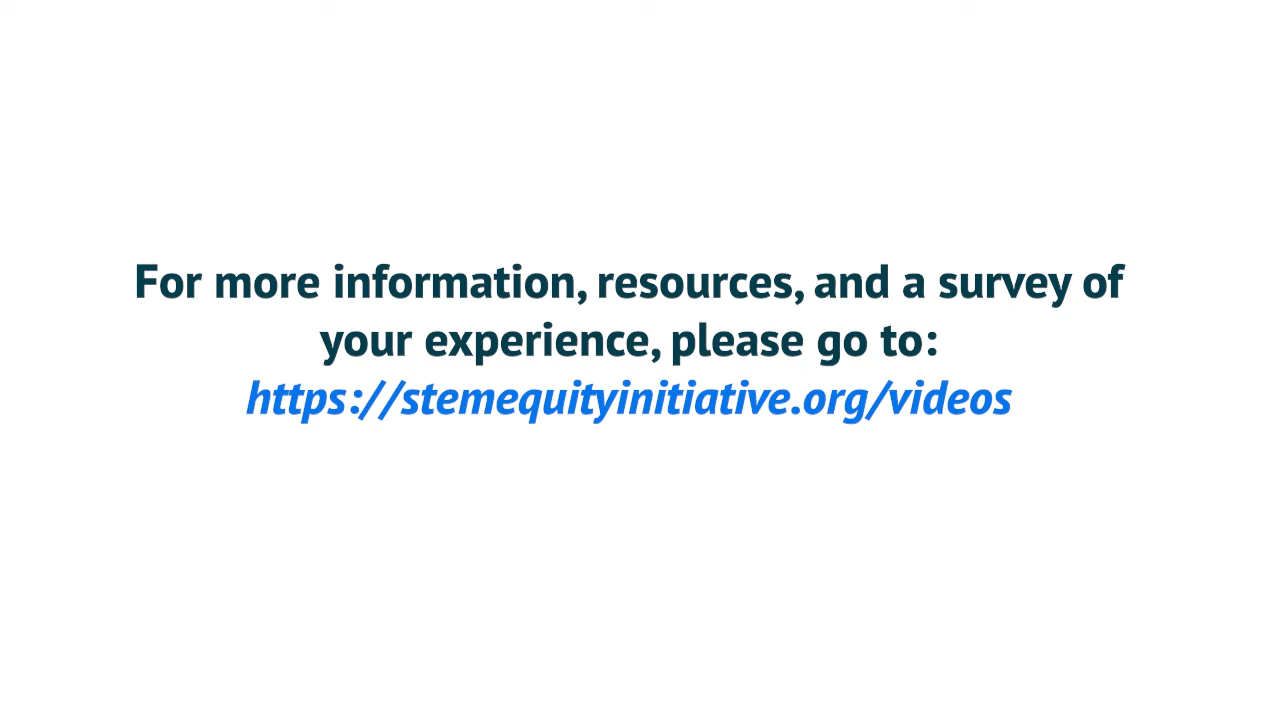 For more information, resources, and a survey of
your experience, please go to:
https://stemequityinitiative.org/videos